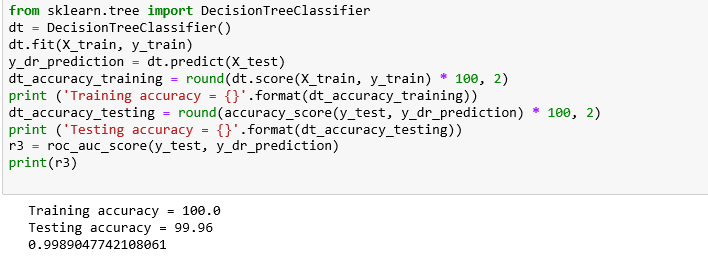 from sklearn.tree import DecisionTreeClassifier
dt = DecisionTreeClassifier()
dt.fit(X_train, y_train)
y_dr_prediction = dt.predict(X_test)
dt_accuracy_training = round(dt.score(X_train, y_train) * 100, 2)
print ('Training accuracy = {}'.format(dt_accuracy_training))
dt_accuracy_testing = round(accuracy_score(y_test, y_dr_prediction) * 100, 2)
print ('Testing accuracy = {}'.format(dt_accuracy_testing))
r3 = roc_auc_score(y_test, y_dr_prediction)
print(r3)
Training accuracy = 100.0
Testing accuracy = 99.96
0.9989047742108061